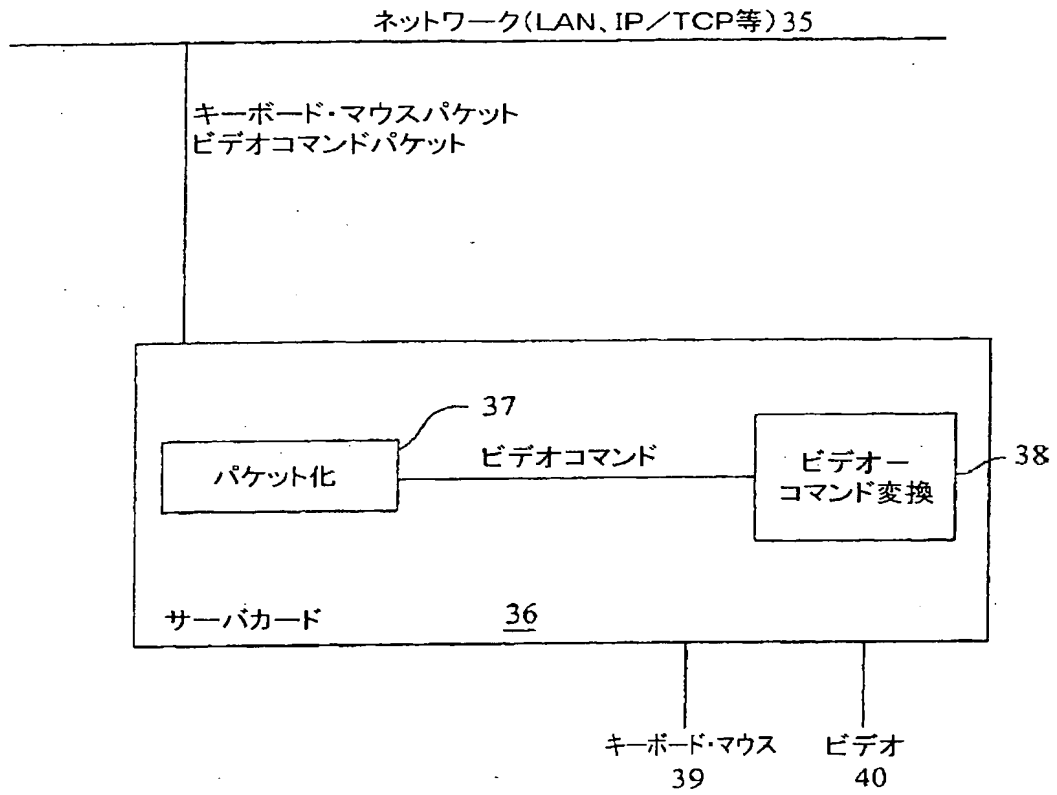 ネットワーク(LAN、IP/TCP等)35
キーボード・マウスパケット
ビデオコマンドパケット
37
パケット化
ビデオコマンド
ビデオー
コマンド変換
38
サーバカード
36
キーボード・マウス
39
ビデオ
40